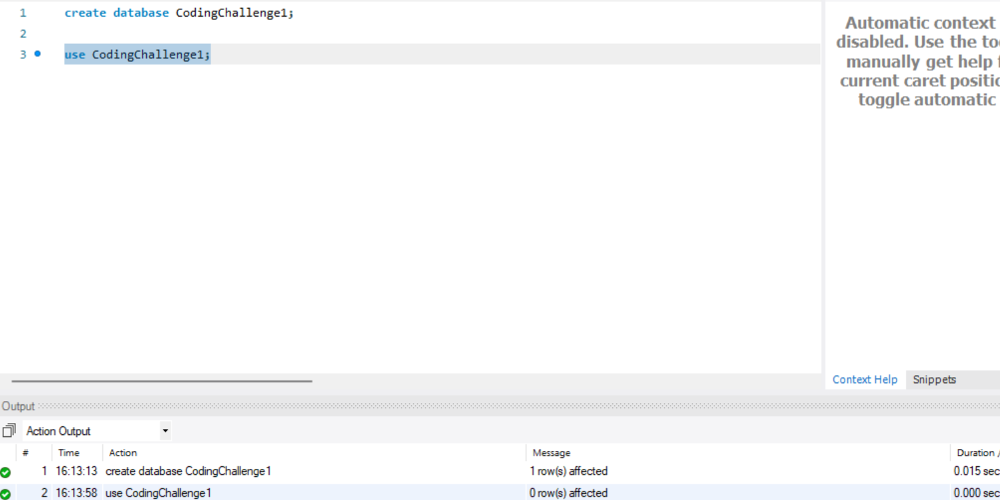 1 create database CodingChallenge1;
2
3 use CodingChallenge1;
Automatic context
disabled. Use the
manually get help
current caret
toggle automatic
Context Help Snippets
Output
Action Output
# Time Action Message Duration /
1 16:13:13 create database CodingChallenge1 1 row(s) affected 0.015 sec
2 16:13:58 use CodingChallenge1 0 row(s) affected 0.000 sec